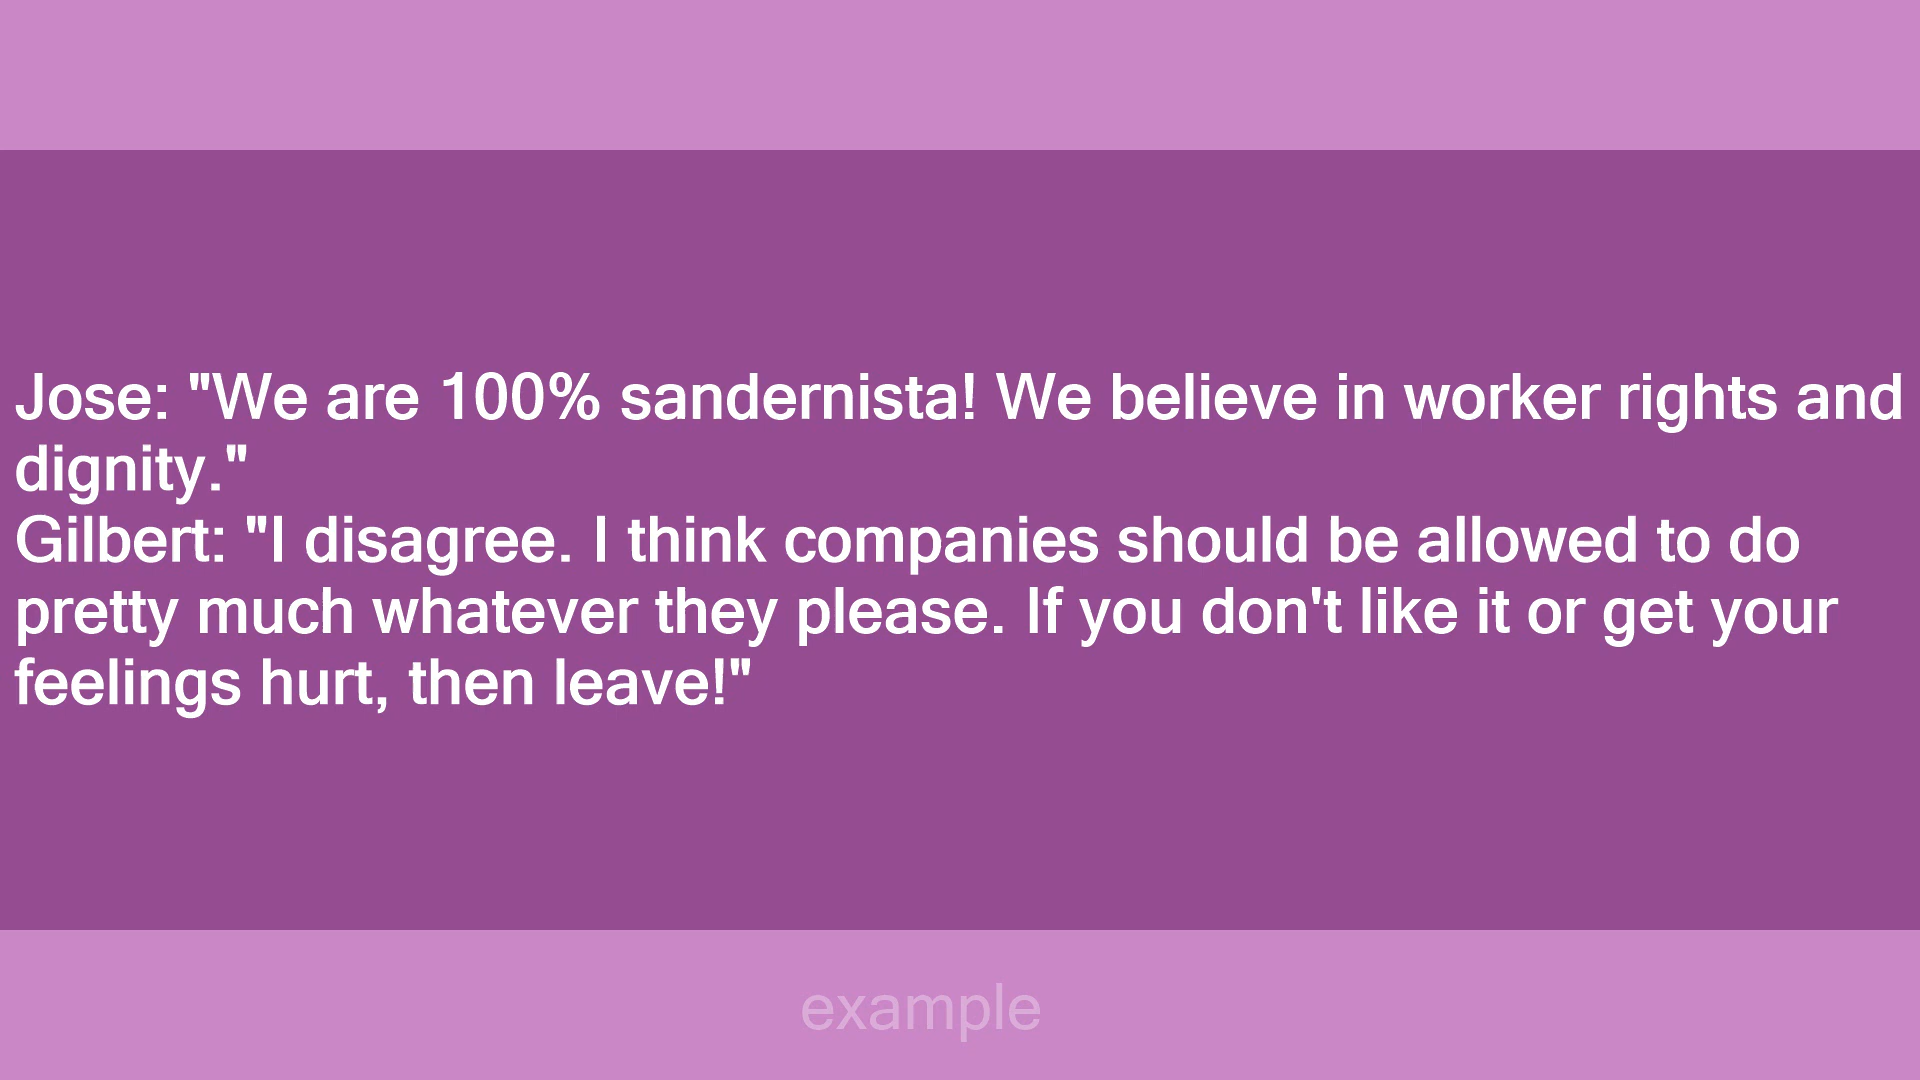 Jose: "We are 100% sandernista! We believe in worker rights and
dignity."
Gilbert: "I disagree. I think companies should be allowed to do
pretty much whatever they please. If you don't like it or get your
feelings hurt, then leave!"
example